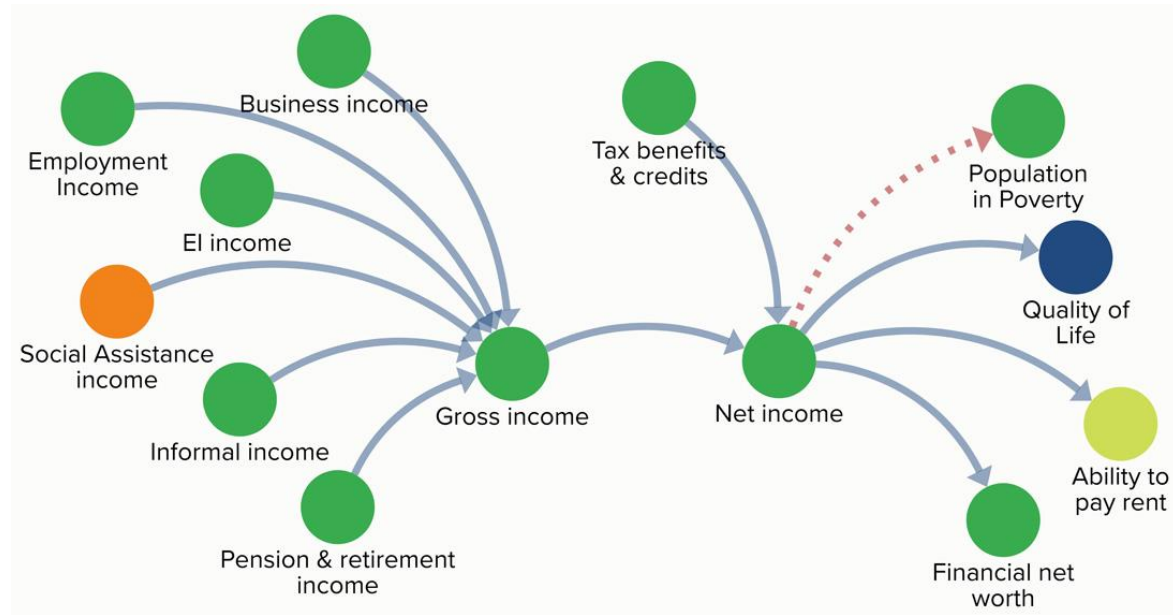 Business income
Employment
Income
EI income
Social Assistance
income
Informal income
Pension & retirement
income
Gross income
Tax benefits
& credits
Net income
Population
in Poverty
Quality of
Life
Ability to
pay rent
Financial net
worth